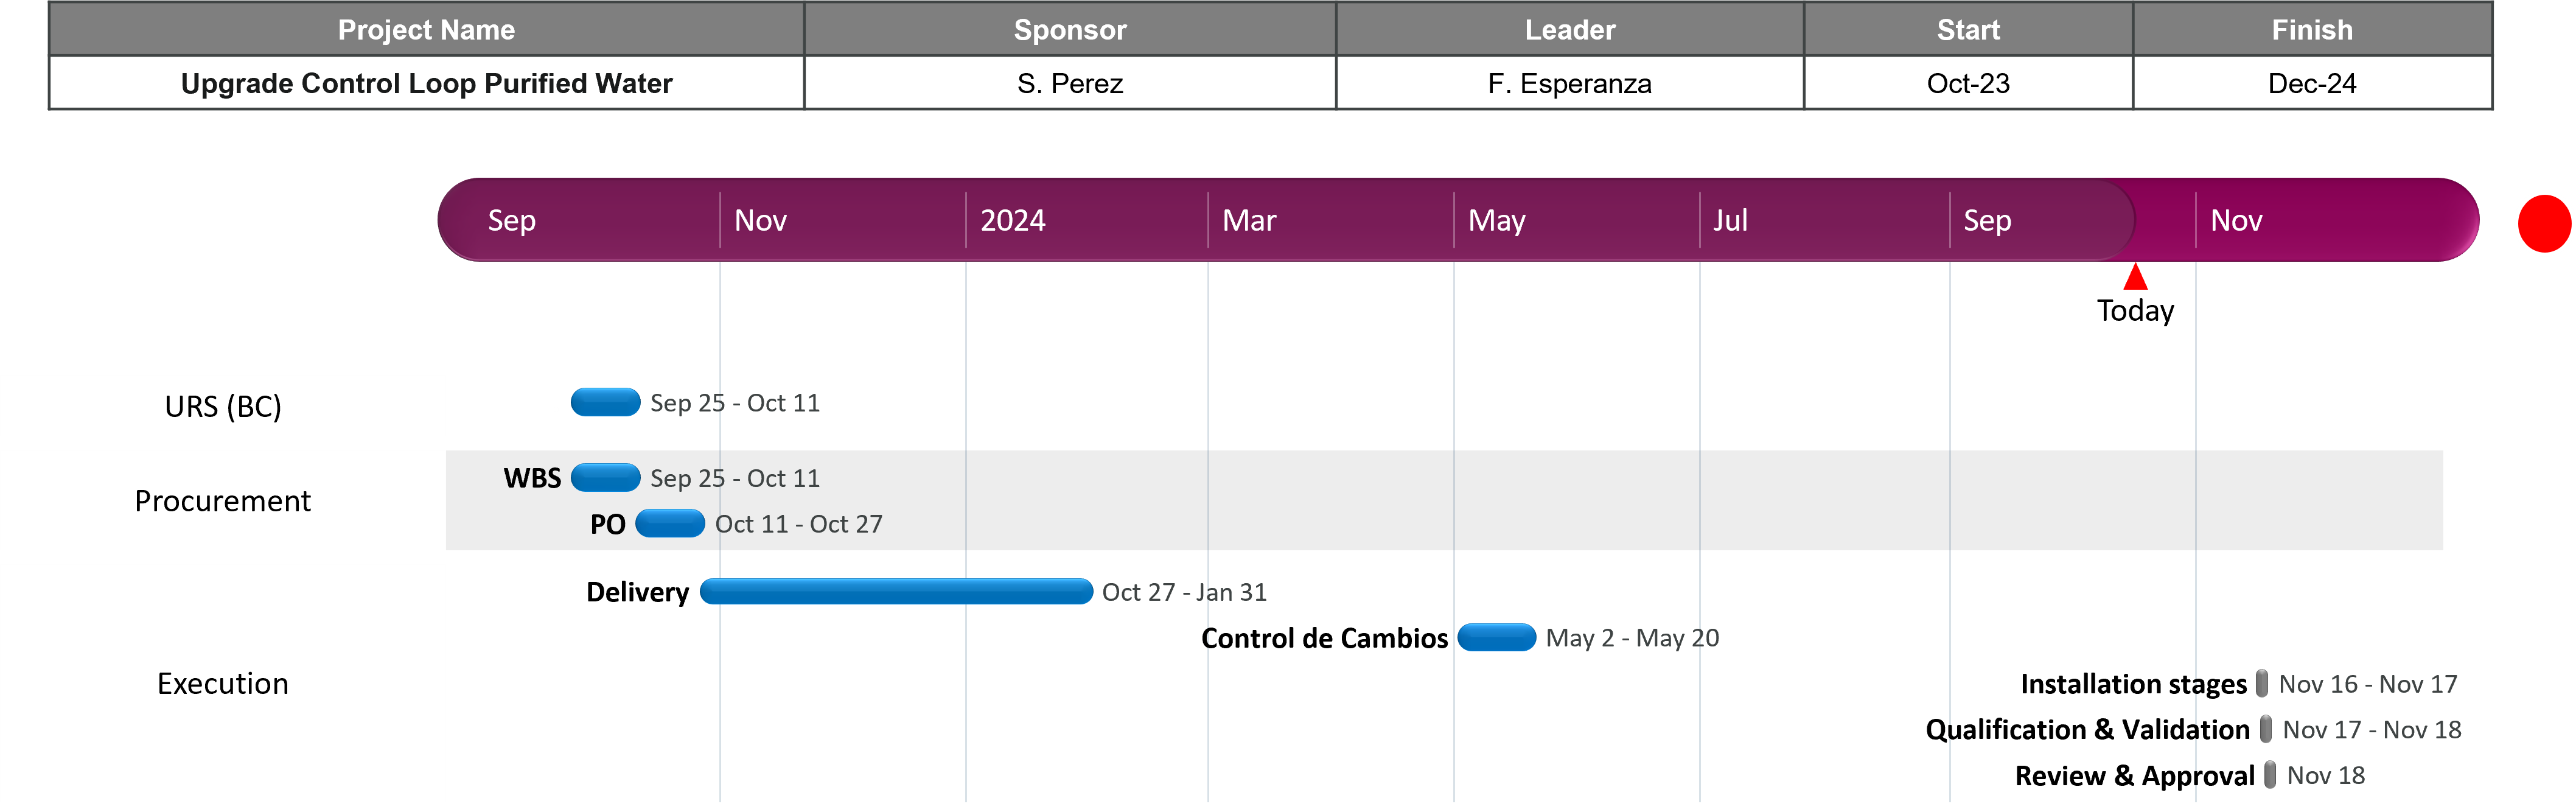 Project Name Sponsor Leader Start Finish
Upgrade Control Loop Purified Water S. Perez F. Esperanza Oct-23 Dec-24
Sep Nov 2024 Mar May Jul Sep Nov
Today
URS (BC) Sep 25 - Oct 11
Procurement
WBS Sep 25 - Oct 11
PO Oct 11 - Oct 27
Execution
Delivery Oct 27 - Jan 31
Control de Cambios May 2 - May 20
Installation stages Nov 16 - Nov 17
Qualification & Validation Nov 17 - Nov 18
Review & Approval Nov 18